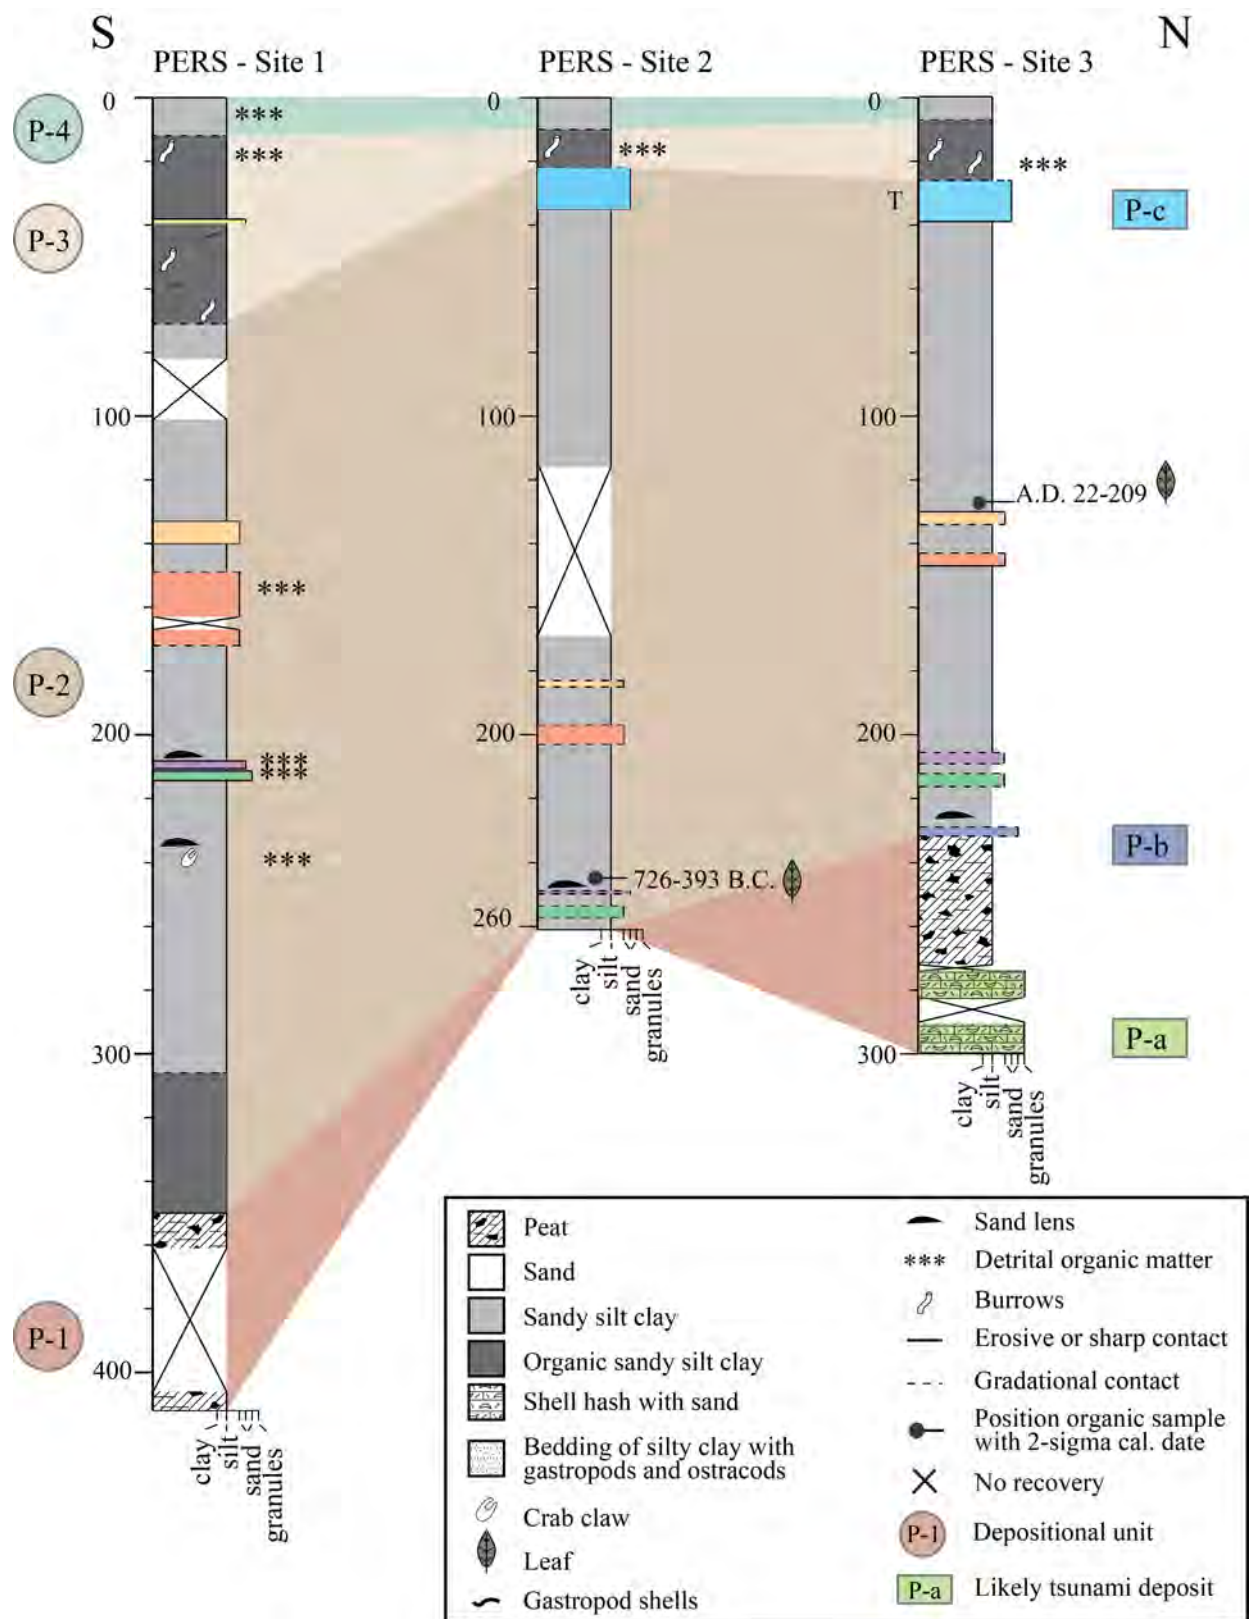 S
N
PERS - Site 1
PERS - Site 2
PERS - Site 3
P-4
P-3
P-2
P-1
0
***
***
100
***
200
***
***
***
300
400
clay
silt
sand
granules
0
***
100
200
726-393 B.C.
260
clay
silt
sand
granules
0
***
T
100
A.D. 22-209
200
300
clay
silt
sand
granules
P-c
P-b
P-a
Peat
Sand
Sandy silt clay
Organic sandy silt clay
Shell hash with sand
Bedding of silty clay with
gastropods and ostracods
Crab claw
Leaf
Gastropod shells
Sand lens
*** Detrital organic matter
Burrows
Erosive or sharp contact
Gradational contact
Position organic sample
with 2-sigma cal. date
No recovery
P-1 Depositional unit
P-a Likely tsunami deposit